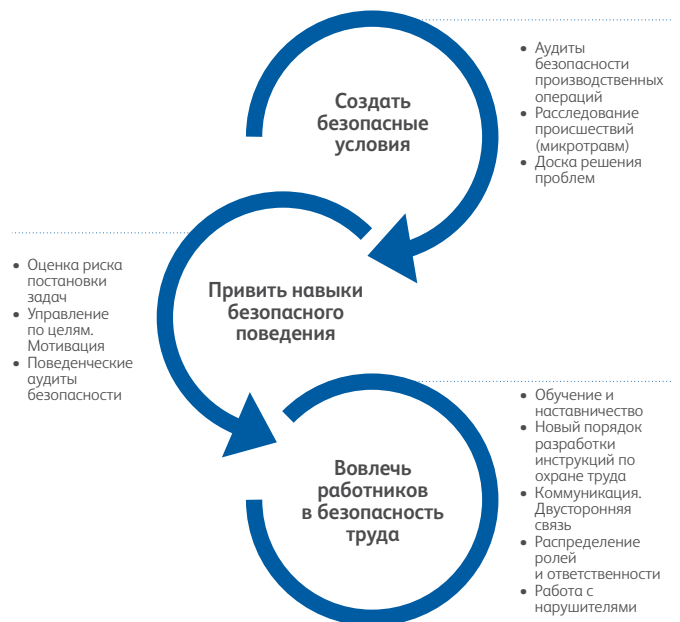 Создать
безопасные
условия
• Аудиты
безопасности
производственных
операций
• Расследование
происшествий
(микротравм)
• Доска решения
проблем
Привить навыки
безопасного
поведения
• Оценка риска
постановки
задач
• Управление
по целям.
Мотивация
• Поведенческие
аудиты
безопасности
Вовлечь
работников
в безопасность
труда
• Обучение и
наставничество
• Новый порядок
разработки
инструкций по
охране труда
• Коммуникация.
Двусторонняя
связь
• Распределение
ролей
и ответственности
• Работа с
нарушителями